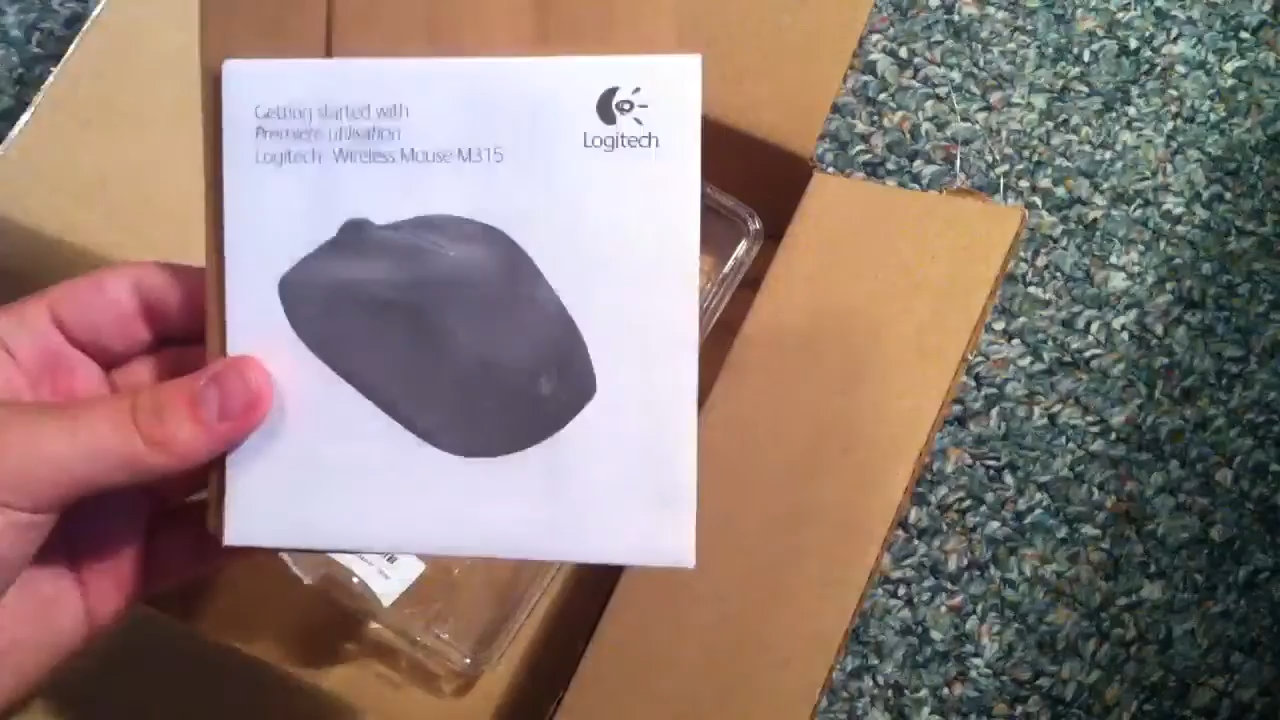 Getting started with
Première utilisation
Logitech® Wireless Mouse M315
Logitech